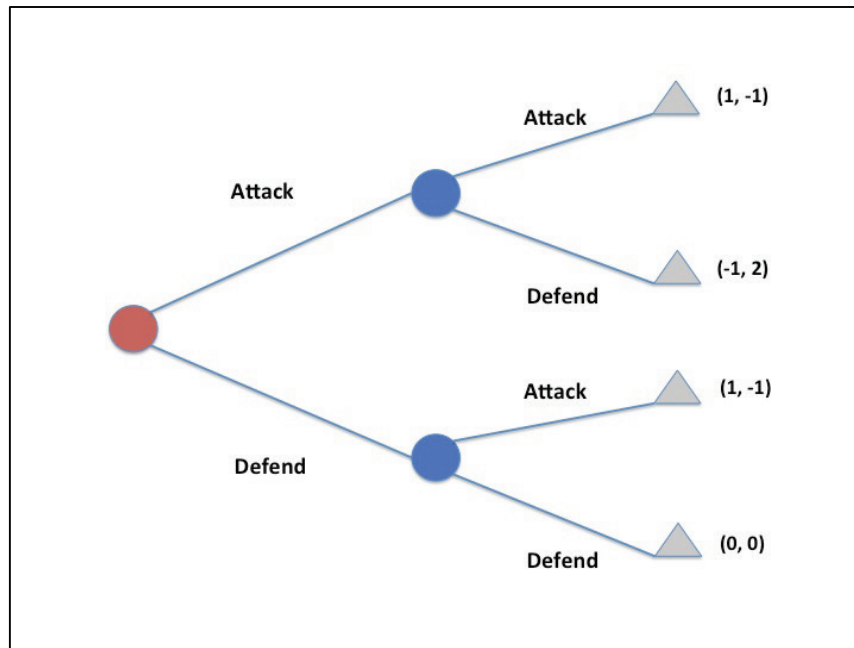 Attack
(1, -1)
Attack
Defend
(-1, 2)
Defend
Attack
(1, -1)
Defend
(0, 0)